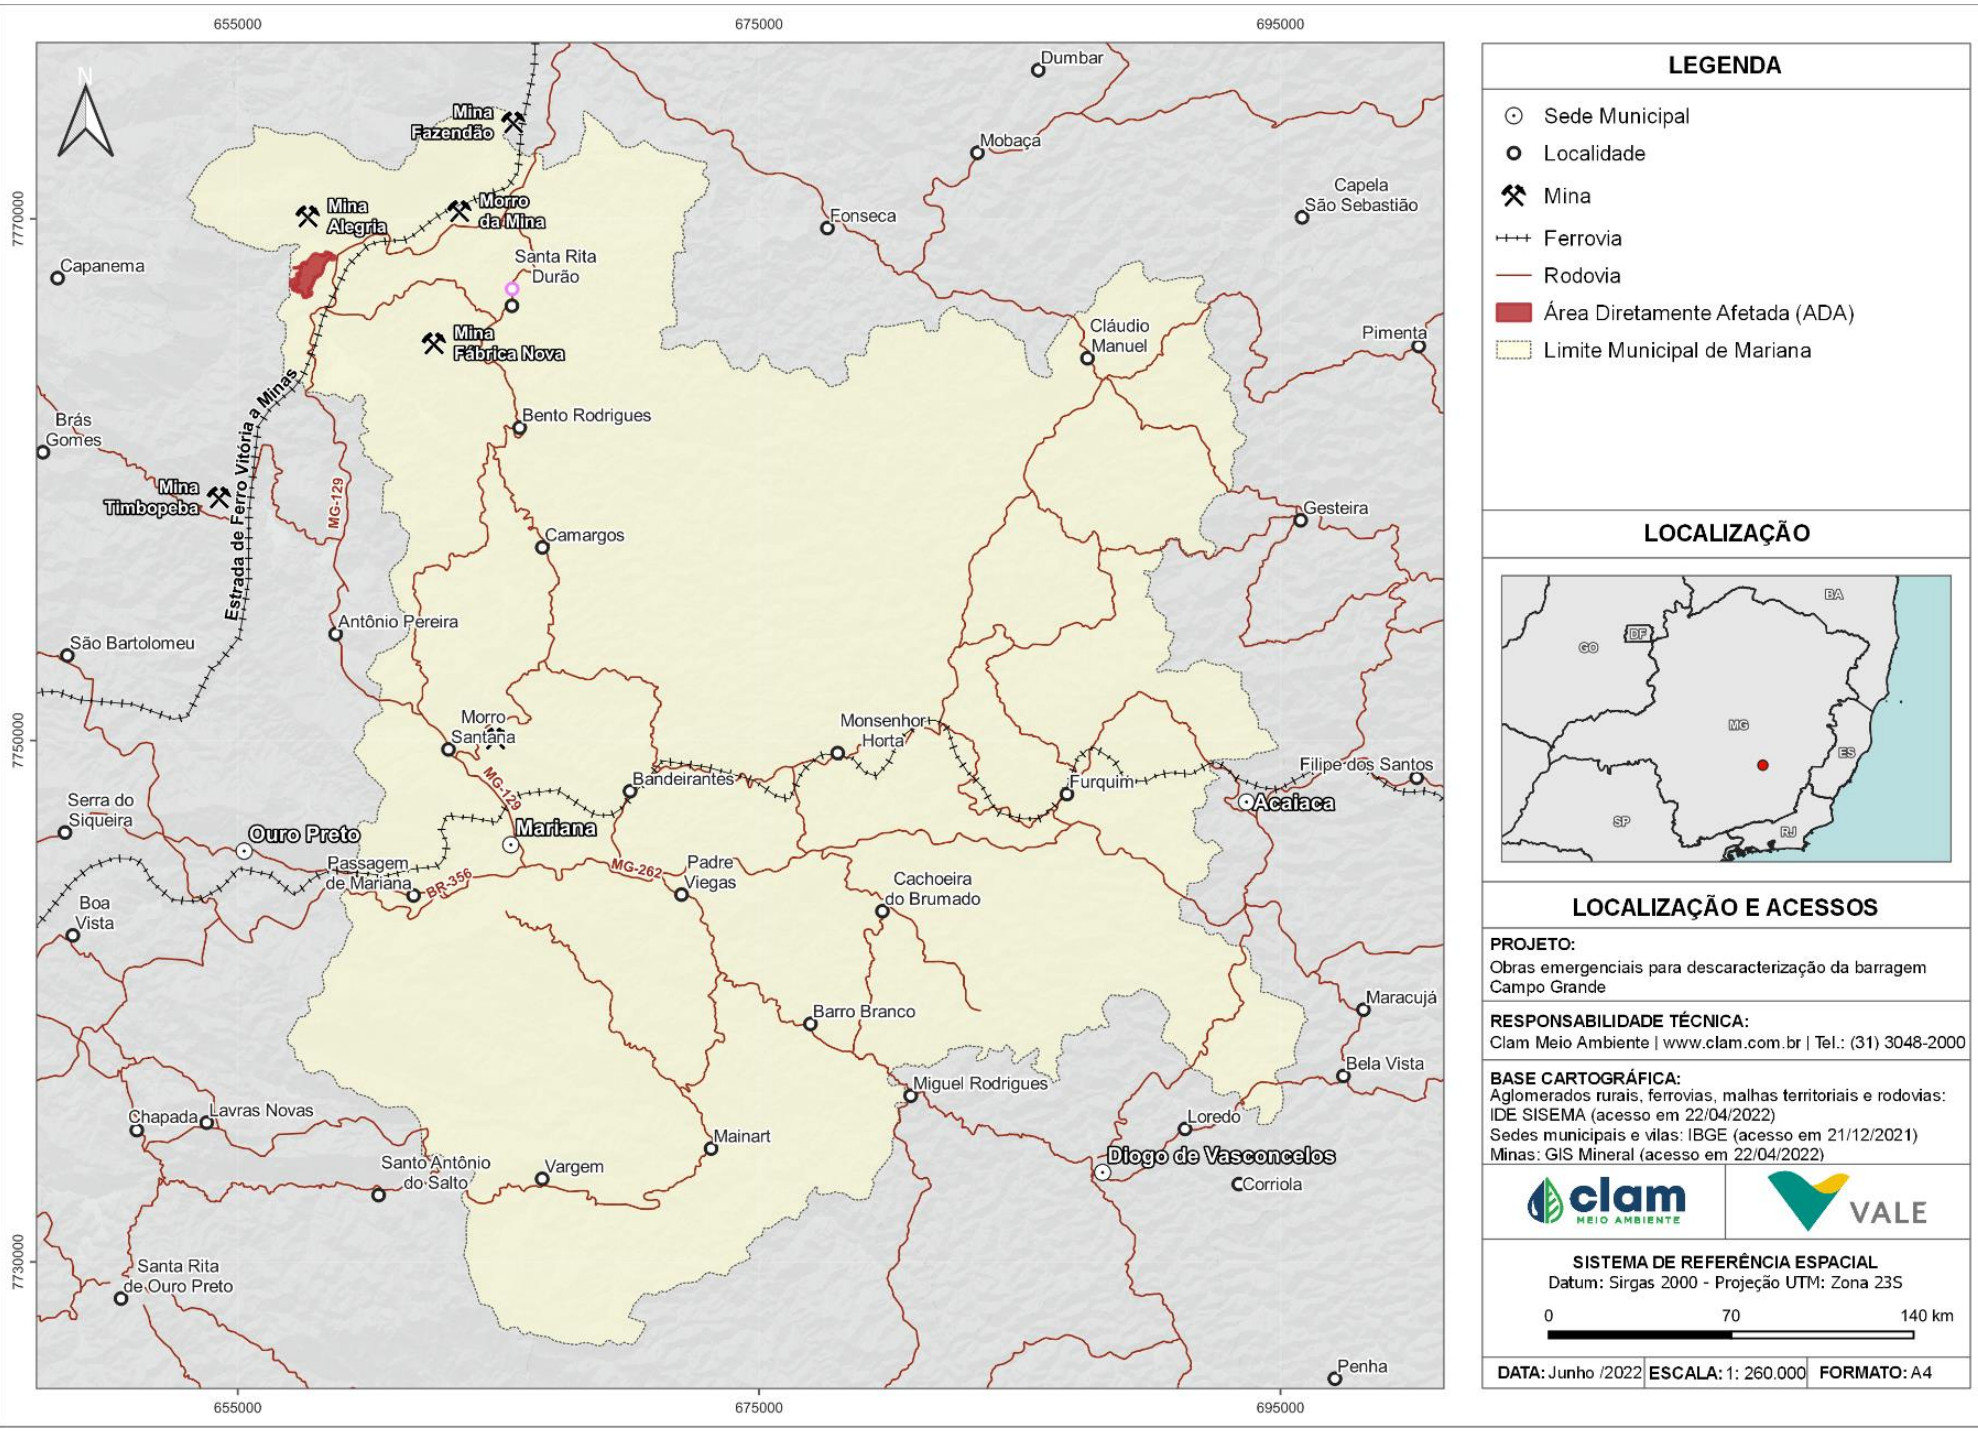 655000
675000
695000
N
Dumbar
Mina
Fazendão
Mobaça
Capela
São Sebastião
Mina
Alegria
Morro
da Mina
Fonseca
7770000
Capanema
Santa Rita
Durão
Cláudio
Manuel
Pimenta
Mina
Fábrica Nova
Estrada de Ferro Vitória a Minas
Brás
Gomes
Bento Rodrigues
Mina
Timbopeba
MG-129
Gesteira
Camargos
Antônio Pereira
São Bartolomeu
Morro
Santana
Monsenhor
Horta
7750000
MG-129
Bandeirantes
Furquim
Filipe dos Santos
Acaiaca
Serra do
Siqueira
Ouro Preto
Mariana
Passagem
de Mariana
BR-356
MG-262
Padre
Viegas
Cachoeira
do Brumado
Boa
Vista
Barro Branco
Maracujá
Bela Vista
Miguel Rodrigues
Chapada
Lavras Novas
Loredo
Mainart
Diogo de Vasconcelos
Santo Antônio
do Salto
Vargem
Corriola
7730000
Santa Rita
de Ouro Preto
Penha
655000
675000
695000
LEGENDA
Sede Municipal
Localidade
Mina
Ferrovia
Rodovia
Área Diretamente Afetada (ADA)
Limite Municipal de Mariana
LOCALIZAÇÃO
BA
DF
GO
MG
ES
SP
RJ
LOCALIZAÇÃO E ACESSOS
PROJETO:
Obras emergenciais para descaracterização da barragem
Campo Grande
RESPONSABILIDADE TÉCNICA:
Clam Meio Ambiente | www.clam.com.br | Tel.: (31) 3048-2000
BASE CARTOGRÁFICA:
Aglomerados rurais, ferrovias, malhas territoriais e rodovias:
IDE SISEMA (acesso em 22/04/2022)
Sedes municipais e vilas: IBGE (acesso em 21/12/2021)
Minas: GIS Mineral (acesso em 22/04/2022)
clam
MEIO AMBIENTE
VALE
SISTEMA DE REFERÊNCIA ESPACIAL
Datum: Sirgas 2000 - Projeção UTM: Zona 23S
0 70 140 km
DATA: Junho /2022 ESCALA: 1: 260.000 FORMATO: A4